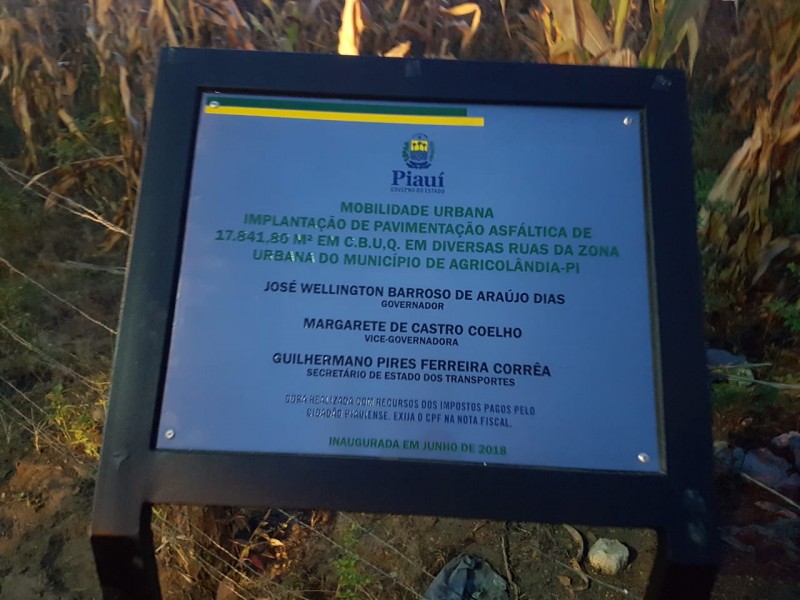 Piauí
GOVERNO DO ESTADO
MOBILIDADE URBANA
IMPLANTAÇÃO DE PAVIMENTAÇÃO ASFÁLTICA DE
17.841,86 M² EM C.B.U.Q. EM DIVERSAS RUAS DA ZONA
URBANA DO MUNICÍPIO DE AGRICOLÂNDIA-PI
JOSÉ WELLINGTON BARROSO DE ARAÚJO DIAS
GOVERNADOR
MARGARETE DE CASTRO COELHO
VICE-GOVERNADORA
GUILHERMANO PIRES FERREIRA CORRÊA
SECRETÁRIO DE ESTADO DOS TRANSPORTES
OBRA REALIZADA COM RECURSOS DOS IMPOSTOS PAGOS PELO
CIDADÃO PIAUIENSE. EXIJA O CPF NA NOTA FISCAL.
INAUGURADA EM JUNHO DE 2018